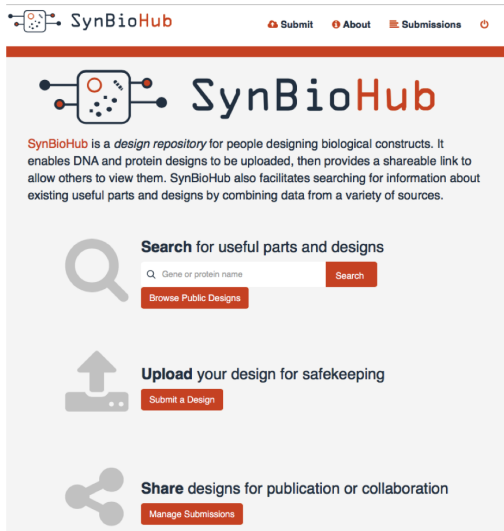 SynBioHub Submit About Submissions
SynBioHub
SynBioHub is a design repository for people designing biological constructs. It
enables DNA and protein designs to be uploaded, then provides a shareable link to
allow others to view them. SynBioHub also facilitates searching for information about
existing useful parts and designs by combining data from a variety of sources.
Search for useful parts and designs
Gene or protein name Search
Browse Public Designs
Upload your design for safekeeping
Submit a Design
Share designs for publication or collaboration
Manage Submissions